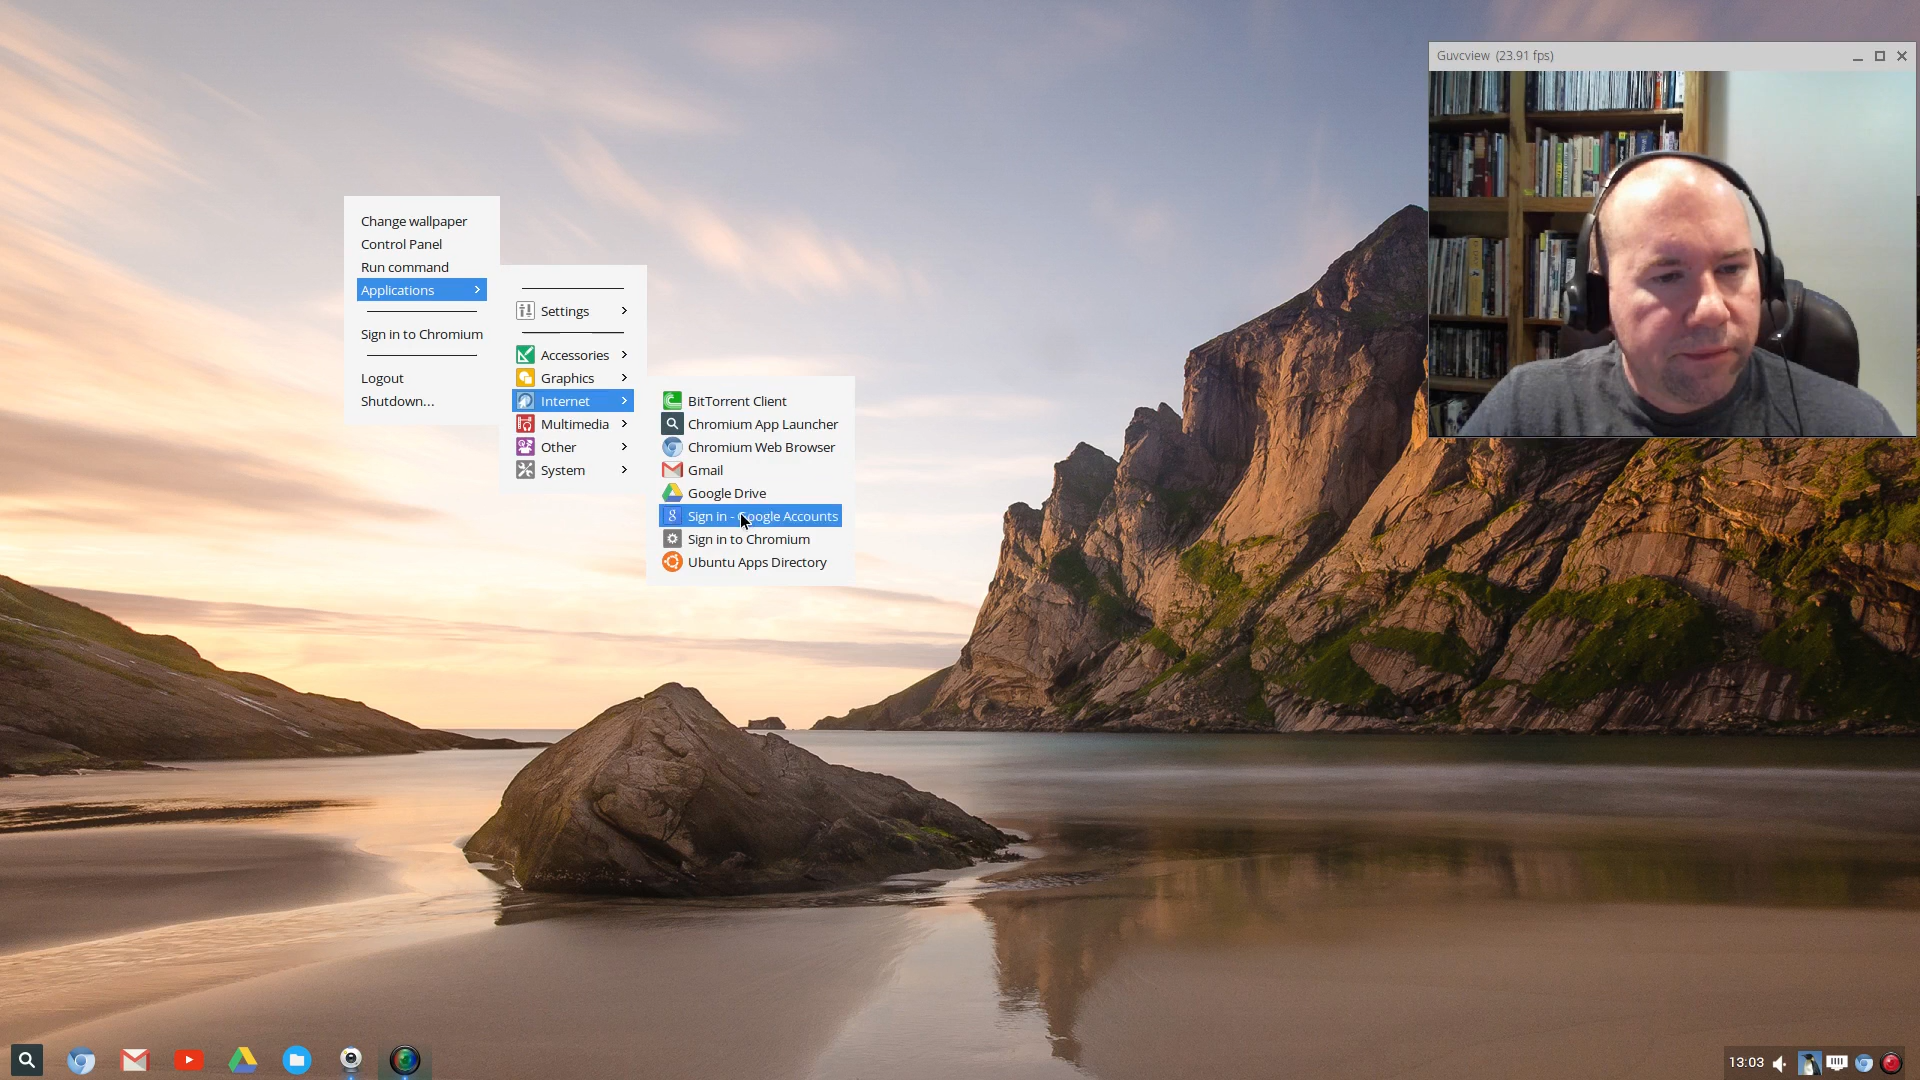 Guvcview (23.91 fps)
Change wallpaper
Control Panel
Run command
Applications
Sign in to Chromium
Logout
Shutdown...
Settings
Accessories
Graphics
Internet
Multimedia
Other
System
BitTorrent Client
Chromium App Launcher
Chromium Web Browser
Gmail
Google Drive
Sign in - Google Accounts
Sign in to Chromium
Ubuntu Apps Directory
13:03